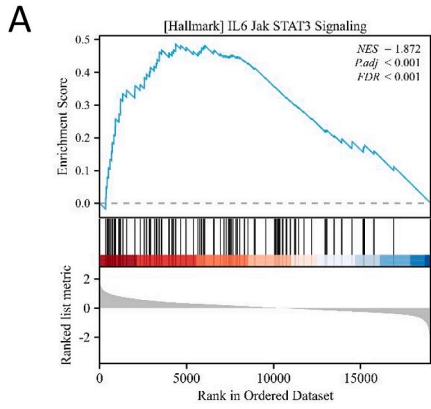 A
[Hallmark] IL6 Jak STAT3 Signaling
NES − 1.872
P.adj < 0.001
FDR < 0.001
Enrichment Score
0.5
0.4
0.3
0.2
0.1
0.0
Ranked list metric
2
0
-2
0 5000 10000 15000
Rank in Ordered Dataset